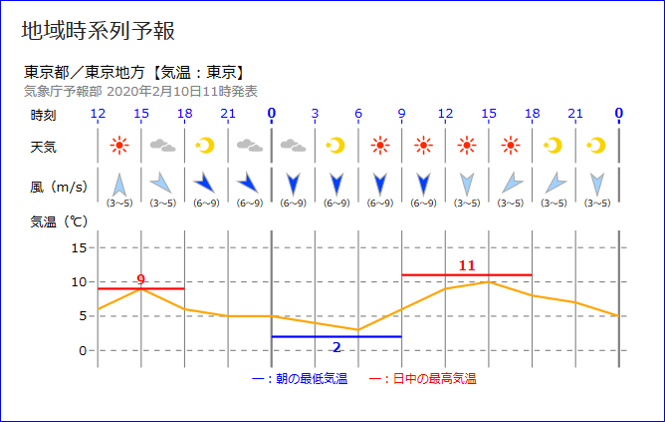 地域時系列予報
東京都／東京地方【気温：東京】
気象庁予報部 2020年2月10日11時発表
時刻 12 15 18 21 0 3 6 9 12 15 18 21 0
天気
風（m/s） (3～5) (3～5) (6～9) (6～9) (6～9) (6～9) (6～9) (6～9) (3～5) (3～5) (3～5) (3～5)
気温（℃）
15
10
5
0
9
11
2
ー：朝の最低気温 ー：日中の最高気温